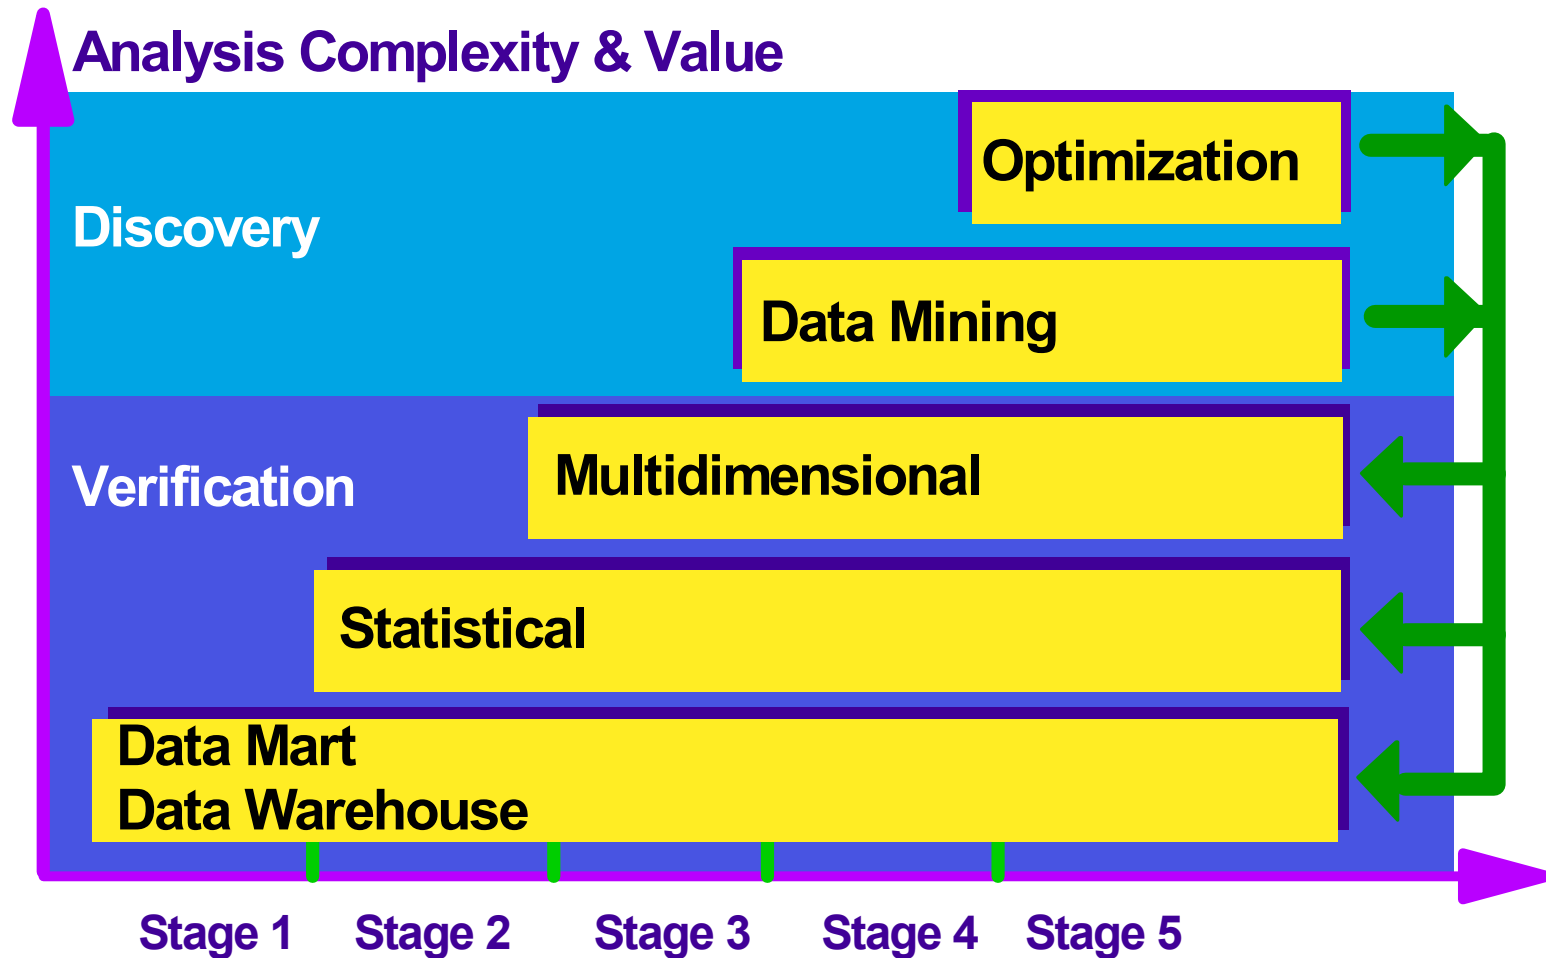 Analysis Complexity & Value
Optimization
Discovery
Data Mining
Multidimensional
Verification
Statistical
Data Mart
Data Warehouse
Stage 1 Stage 2 Stage 3 Stage 4 Stage 5